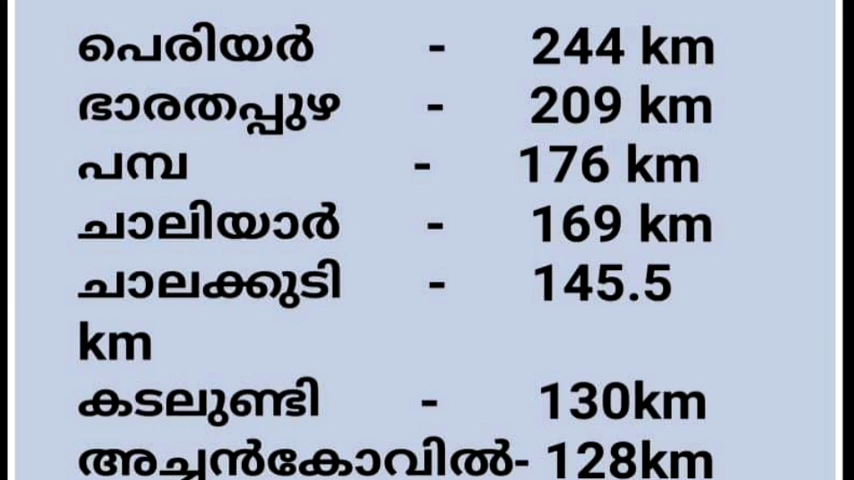 പെരിയർ - 244 km
ഭാരതപ്പുഴ - 209 km
പമ്പ - 176 km
ചാലിയാർ - 169 km
ചാലക്കുടി - 145.5
km
കടലുണ്ടി - 130km
അച്ചൻകോവിൽ- 128km